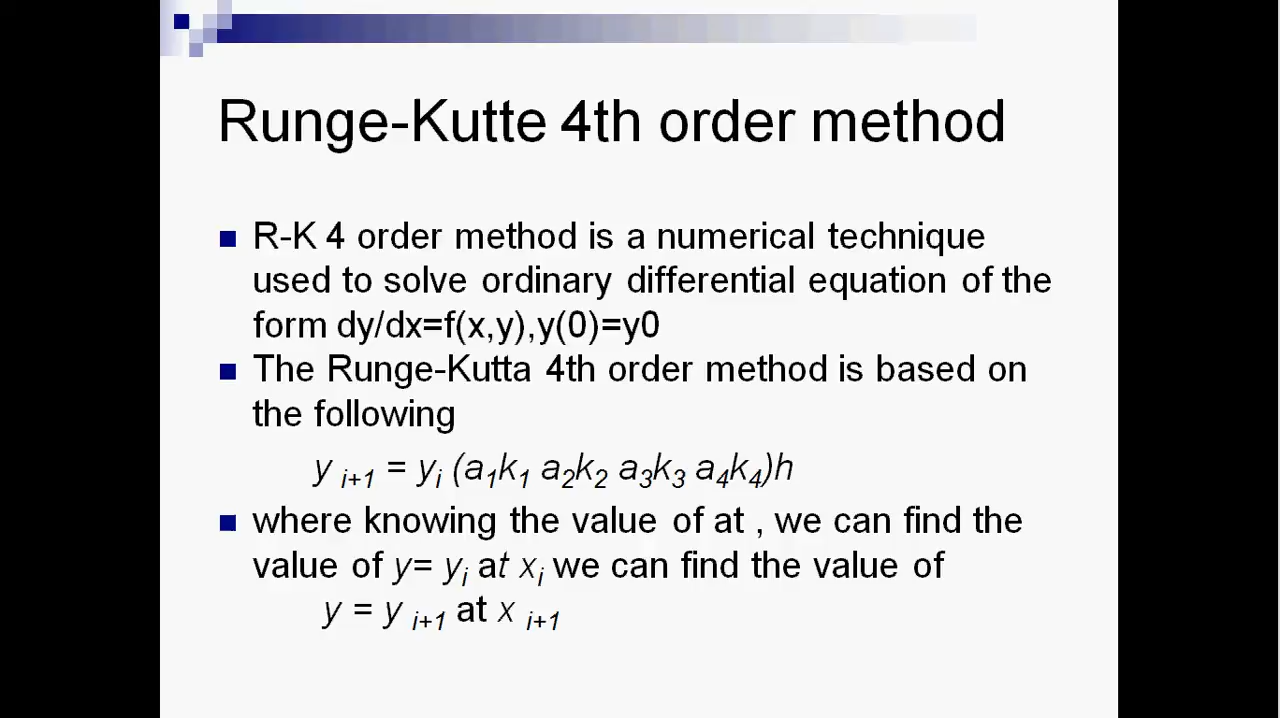 Runge-Kutte 4th order method
R-K 4 order method is a numerical technique
used to solve ordinary differential equation of the
form dy/dx=f(x,y),y(0)=y0
The Runge-Kutta 4th order method is based on
the following
y i+1 = yi (a1k1 a2k2 a3k3 a4k4)h
where knowing the value of at , we can find the
value of y= yi at xi we can find the value of
y = y i+1 at x i+1